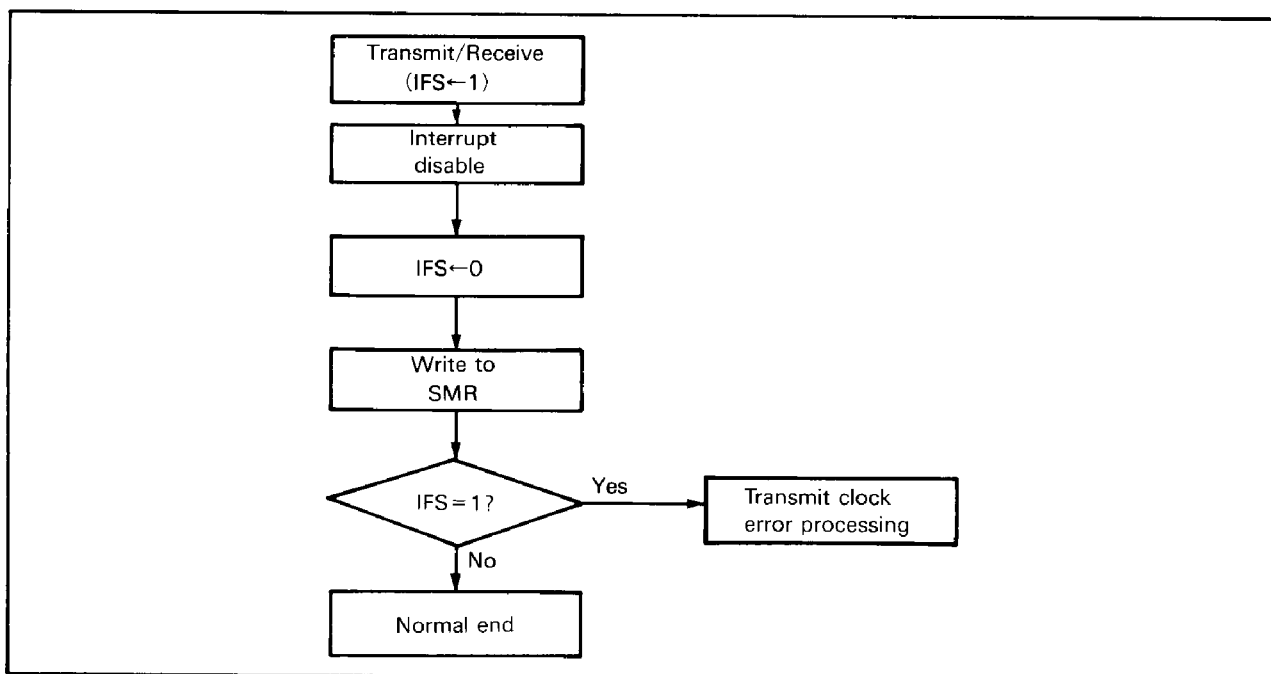 Transmit/Receive
(IFS←1)
Interrupt
disable
IFS←0
Write to
SMR
IFS=1?
Yes
Transmit clock
error processing
No
Normal end